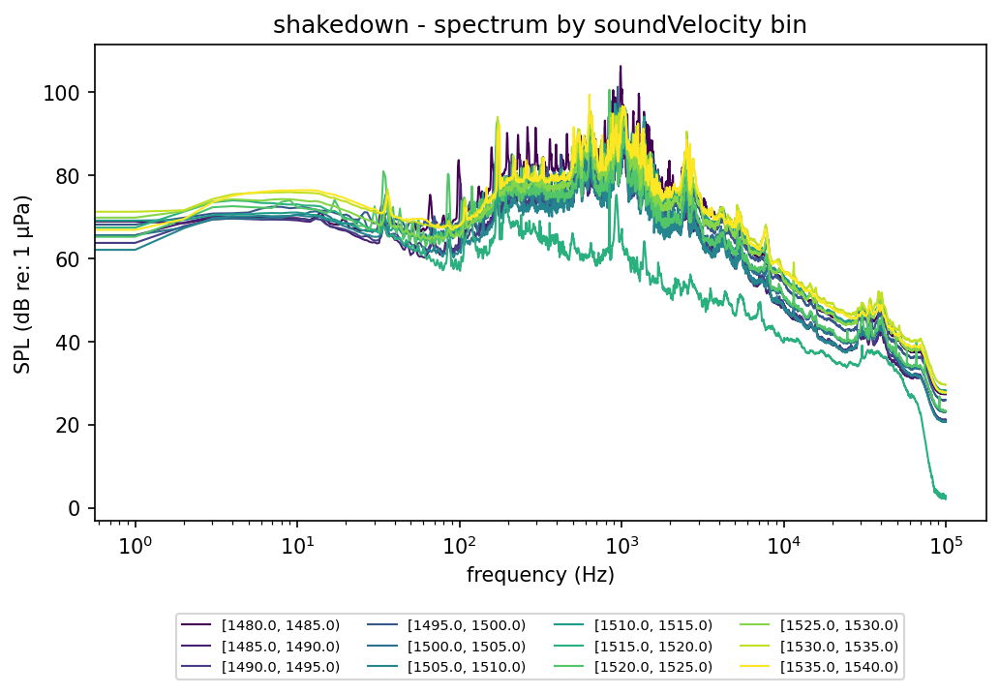 shakedown - spectrum by soundVelocity bin
100
80
60
40
20
0
SPL (dB re: 1 μPa)
10⁰ 10¹ 10² 10³ 10⁴ 10⁵
frequency (Hz)
[1480.0, 1485.0) [1495.0, 1500.0) [1510.0, 1515.0) [1525.0, 1530.0)
[1485.0, 1490.0) [1500.0, 1505.0) [1515.0, 1520.0) [1530.0, 1535.0)
[1490.0, 1495.0) [1505.0, 1510.0) [1520.0, 1525.0) [1535.0, 1540.0)